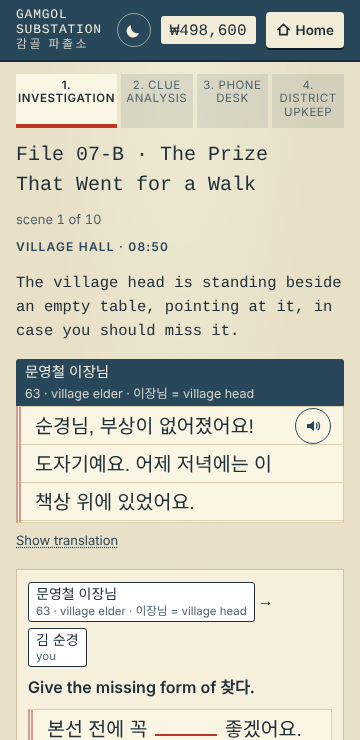 GAMGOL
SUBSTATION
감골 파출소
₩498,600
Home
1.
INVESTIGATION
2. CLUE
ANALYSIS
3. PHONE
DESK
4.
DISTRICT
UPKEEP
File 07-B · The Prize
That Went for a Walk
scene 1 of 10
VILLAGE HALL · 08:50
The village head is standing beside
an empty table, pointing at it, in
case you should miss it.
문영철 이장님
63 · village elder · 이장님 = village head
순경님, 부상이 없어졌어요!
도자기예요. 어제 저녁에는 이
책상 위에 있었어요.
Show translation
문영철 이장님
63 · village elder · 이장님 = village head
→
김 순경
you
Give the missing form of 찾다.
본선 전에 꼭 ______ 좋겠어요.